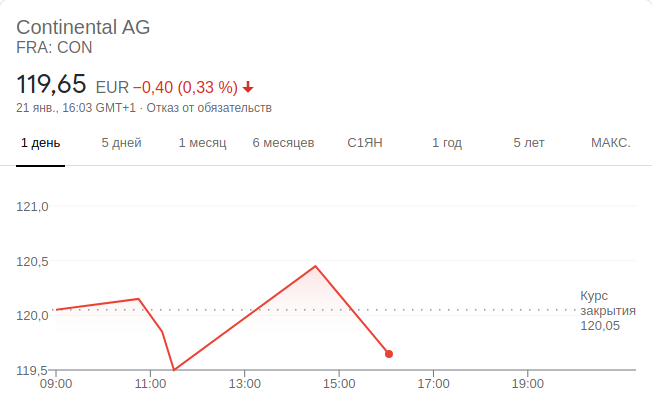 Continental AG
FRA: CON
119,65 EUR −0,40 (0,33 %)
21 янв., 16:03 GMT+1 · Отказ от обязательств
1 день 5 дней 1 месяц 6 месяцев С1ЯН 1 год 5 лет МАКС.
121,0
120,5
120,0
119,5
Курс
закрытия
120,05
09:00 11:00 13:00 15:00 17:00 19:00